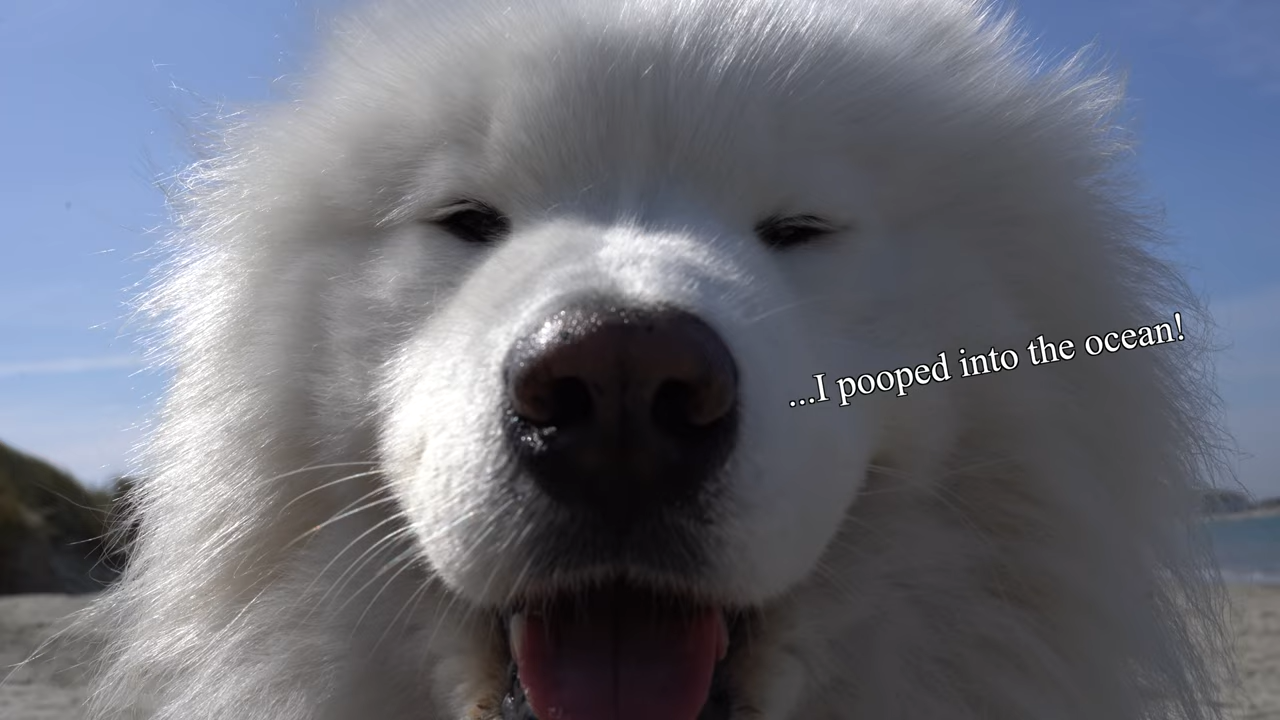 ...I pooped into the ocean!